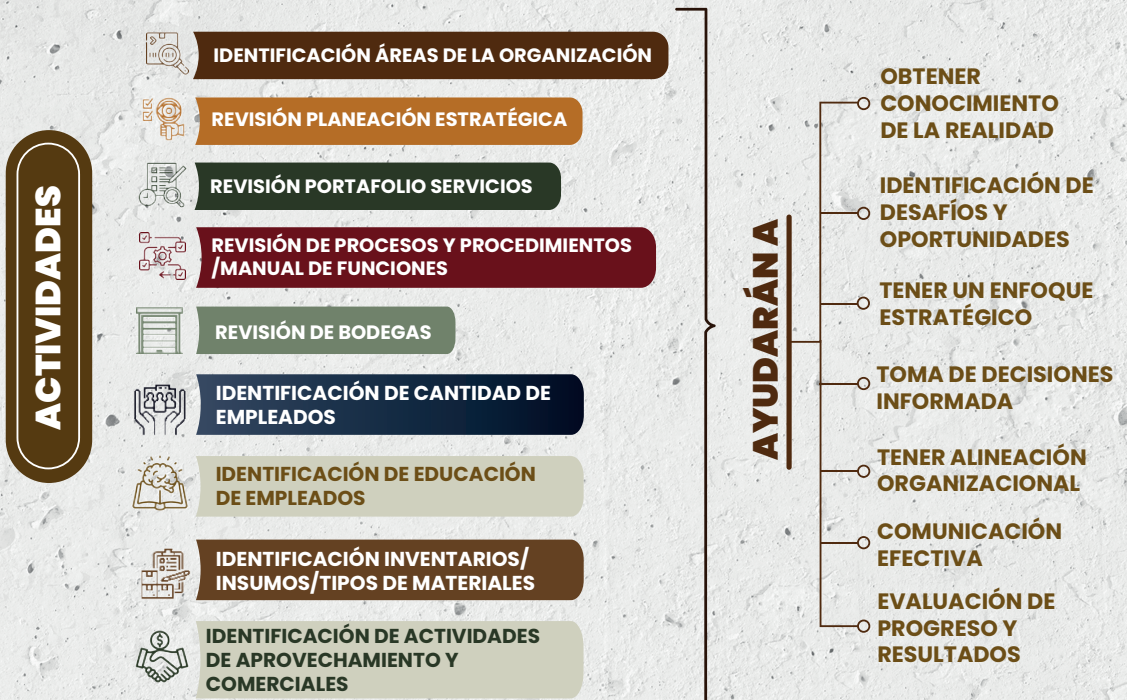 ACTIVIDADES
IDENTIFICACIÓN ÁREAS DE LA ORGANIZACIÓN
REVISIÓN PLANEACIÓN ESTRATÉGICA
REVISIÓN PORTAFOLIO SERVICIOS
REVISIÓN DE PROCESOS Y PROCEDIMIENTOS
/MANUAL DE FUNCIONES
REVISIÓN DE BODEGAS
IDENTIFICACIÓN DE CANTIDAD DE
EMPLEADOS
IDENTIFICACIÓN DE EDUCACIÓN
DE EMPLEADOS
IDENTIFICACIÓN INVENTARIOS/
INSUMOS/TIPOS DE MATERIALES
IDENTIFICACIÓN DE ACTIVIDADES
DE APROVECHAMIENTO Y
COMERCIALES
AYUDARÁN A
OBTENER
CONOCIMIENTO
DE LA REALIDAD
IDENTIFICACIÓN DE
DESAFÍOS Y
OPORTUNIDADES
TENER UN ENFOQUE
ESTRATÉGICO
TOMA DE DECISIONES
INFORMADA
TENER ALINEACIÓN
ORGANIZACIONAL
COMUNICACIÓN
EFECTIVA
EVALUACIÓN DE
PROGRESO Y
RESULTADOS